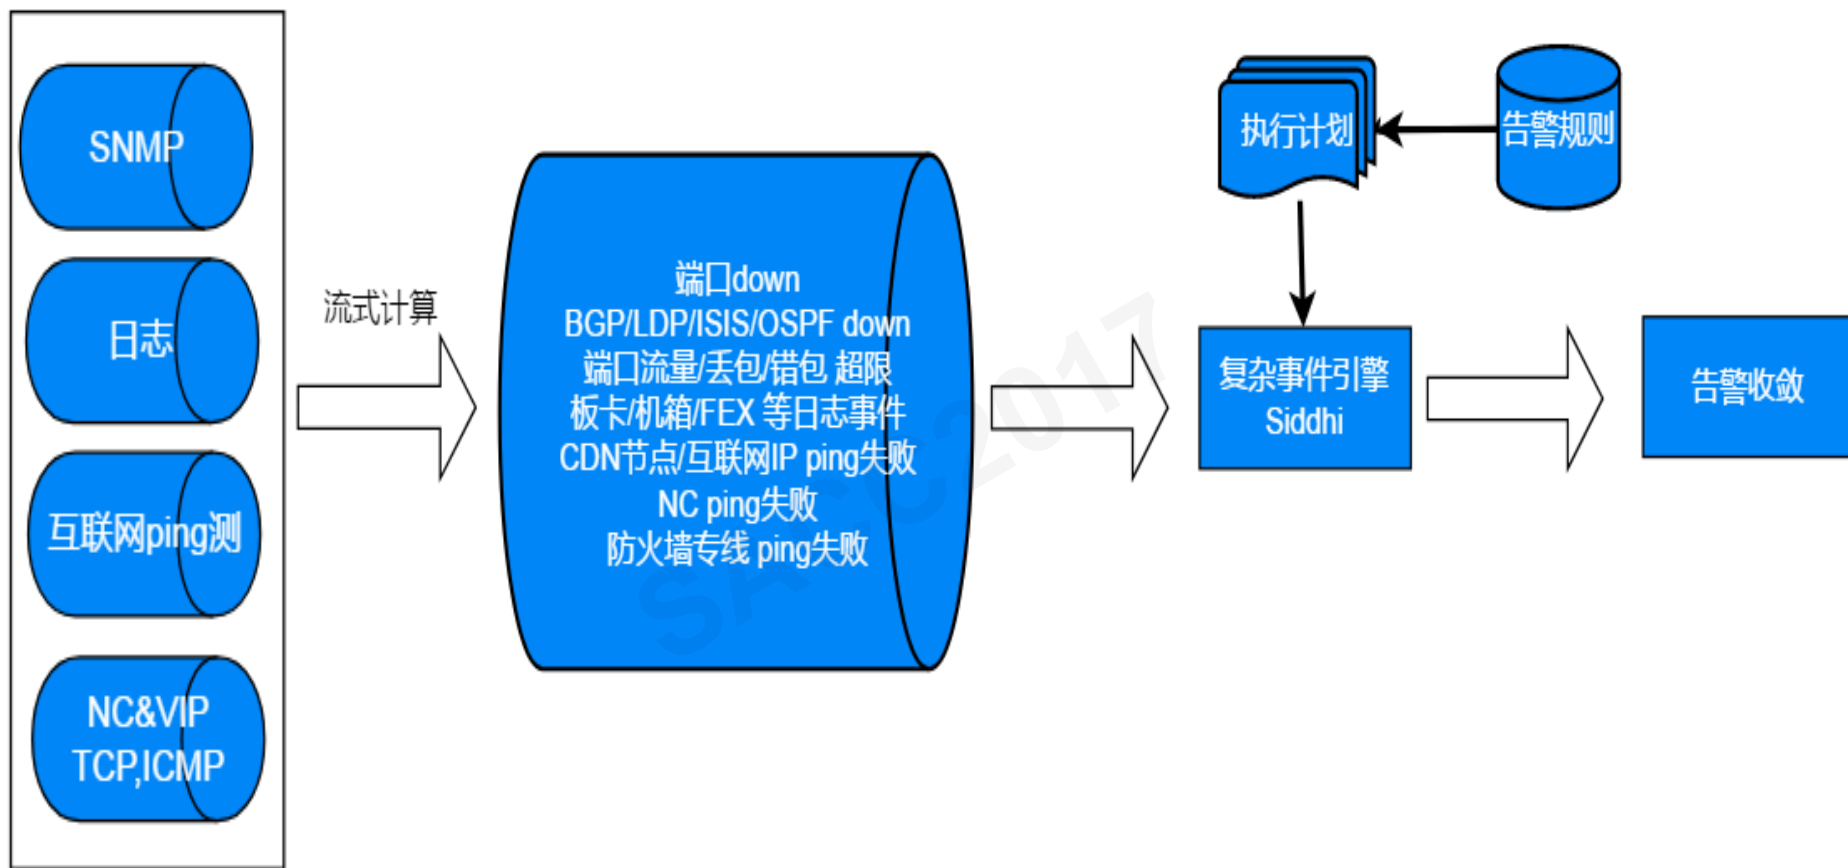 SNMP
日志
互联网ping测
NC&VIP
TCP,ICMP
流式计算
端口down
BGP/LDP/ISIS/OSPF down
端口流量/丢包/错包 超限
板卡/机箱/FEX 等日志事件
CDN节点/互联网IP ping失败
NC ping失败
防火墙专线 ping失败
执行计划
告警规则
复杂事件引擎
Siddhi
告警收敛
SACC2017